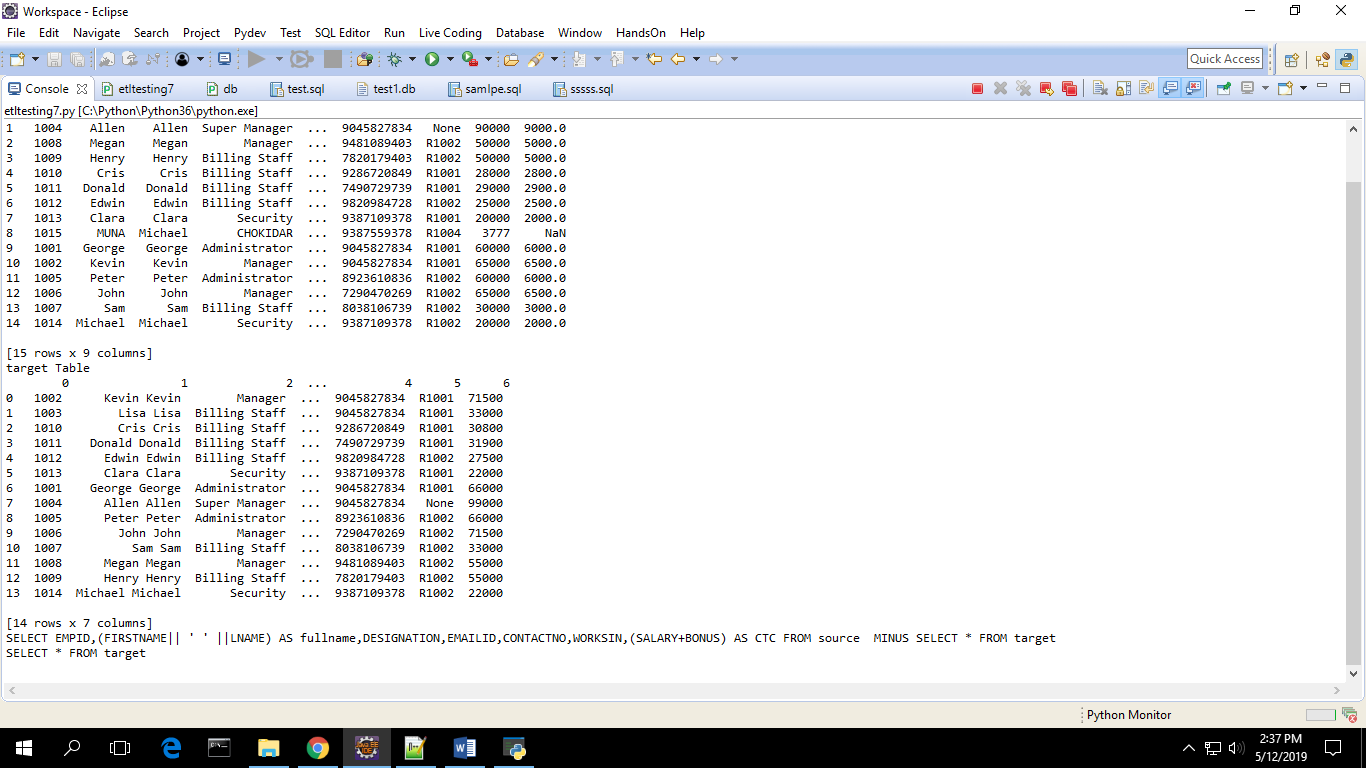 Workspace - Eclipse
File Edit Navigate Search Project Pydev Test SQL Editor Run Live Coding Database Window HandsOn Help
Quick Access
Console etltesting7 db test.sql test1.db samlpe.sql sssss.sql
etltesting7.py [C:\Python\Python36\python.exe]
1 1004 Allen Allen Super Manager ... 9045827834 None 90000 9000.0
2 1008 Megan Megan Manager ... 9481089403 R1002 50000 5000.0
3 1009 Henry Henry Billing Staff ... 7820179403 R1002 50000 5000.0
4 1010 Cris Cris Billing Staff ... 9286720849 R1001 28000 2800.0
5 1011 Donald Donald Billing Staff ... 7490729739 R1001 29000 2900.0
6 1012 Edwin Edwin Billing Staff ... 9820984728 R1002 25000 2500.0
7 1013 Clara Clara Security ... 9387109378 R1001 20000 2000.0
8 1015 MUNA Michael CHOKIDAR ... 9387559378 R1004 3777 NaN
9 1001 George George Administrator ... 9045827834 R1001 60000 6000.0
10 1002 Kevin Kevin Manager ... 9045827834 R1001 65000 6500.0
11 1005 Peter Peter Administrator ... 8923610836 R1002 60000 6000.0
12 1006 John John Manager ... 7290470269 R1002 65000 6500.0
13 1007 Sam Sam Billing Staff ... 8038106739 R1002 30000 3000.0
14 1014 Michael Michael Security ... 9387109378 R1002 20000 2000.0
[15 rows x 9 columns]
target Table
0 1 2 ... 4 5 6
0 1002 Kevin Kevin Manager ... 9045827834 R1001 71500
1 1003 Lisa Lisa Billing Staff ... 9045827834 R1001 33000
2 1010 Cris Cris Billing Staff ... 9286720849 R1001 30800
3 1011 Donald Donald Billing Staff ... 7490729739 R1001 31900
4 1012 Edwin Edwin Billing Staff ... 9820984728 R1002 27500
5 1013 Clara Clara Security ... 9387109378 R1001 22000
6 1001 George George Administrator ... 9045827834 R1001 66000
7 1004 Allen Allen Super Manager ... 9045827834 None 99000
8 1005 Peter Peter Administrator ... 8923610836 R1002 66000
9 1006 John John Manager ... 7290470269 R1002 71500
10 1007 Sam Sam Billing Staff ... 8038106739 R1002 33000
11 1008 Megan Megan Manager ... 9481089403 R1002 55000
12 1009 Henry Henry Billing Staff ... 7820179403 R1002 55000
13 1014 Michael Michael Security ... 9387109378 R1002 22000
[14 rows x 7 columns]
SELECT EMPID,(FIRSTNAME|| ' ' ||LNAME) AS fullname,DESIGNATION,EMAILID,CONTACTNO,WORKSIN,(SALARY+BONUS) AS CTC FROM source  MINUS SELECT * FROM target
SELECT * FROM target
Python Monitor
2:37 PM
5/12/2019